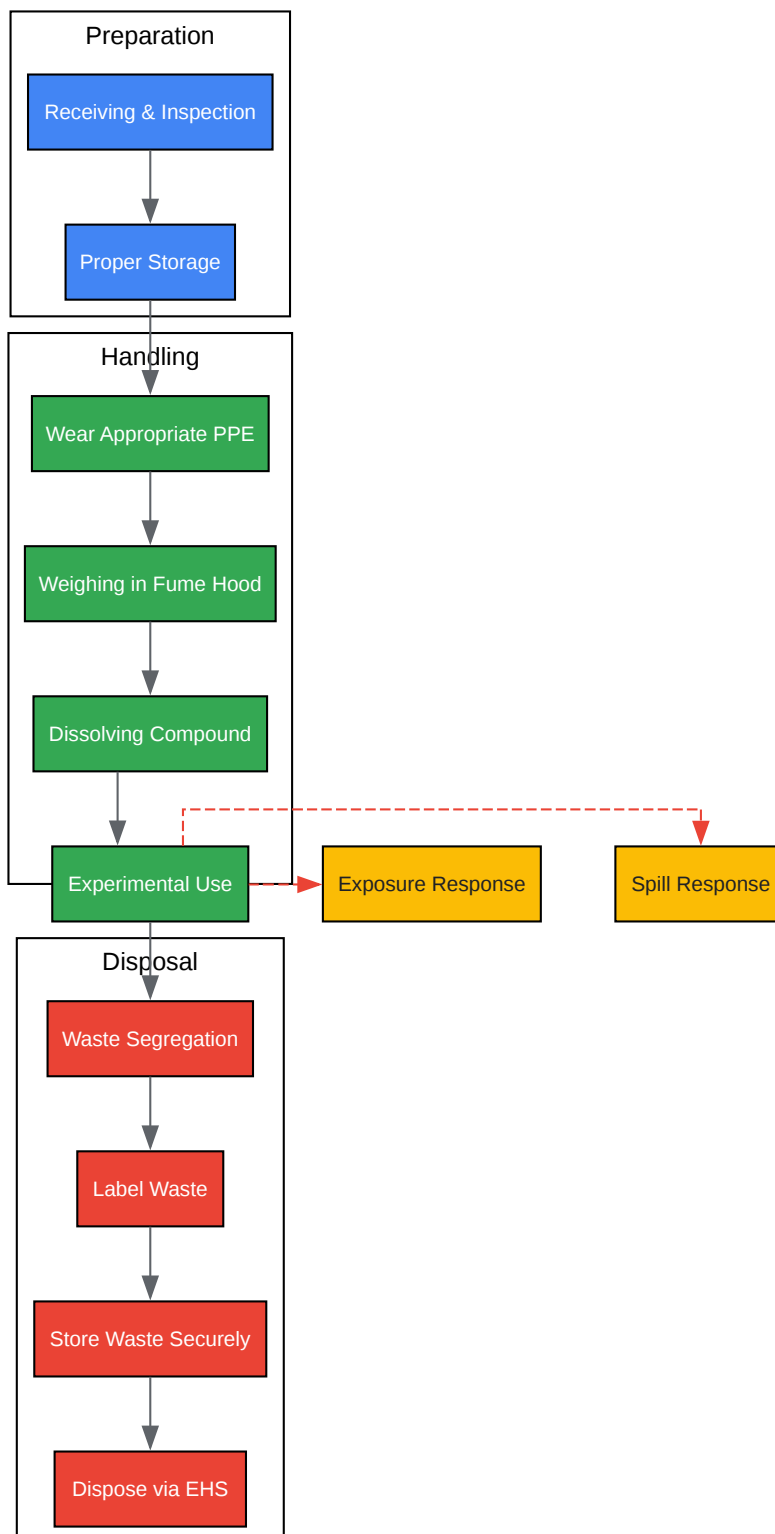 Preparation
Receiving & Inspection
Proper Storage
Handling
Wear Appropriate PPE
Weighing in Fume Hood
Dissolving Compound
Experimental Use
Exposure Response
Spill Response
Disposal
Waste Segregation
Label Waste
Store Waste Securely
Dispose via EHS